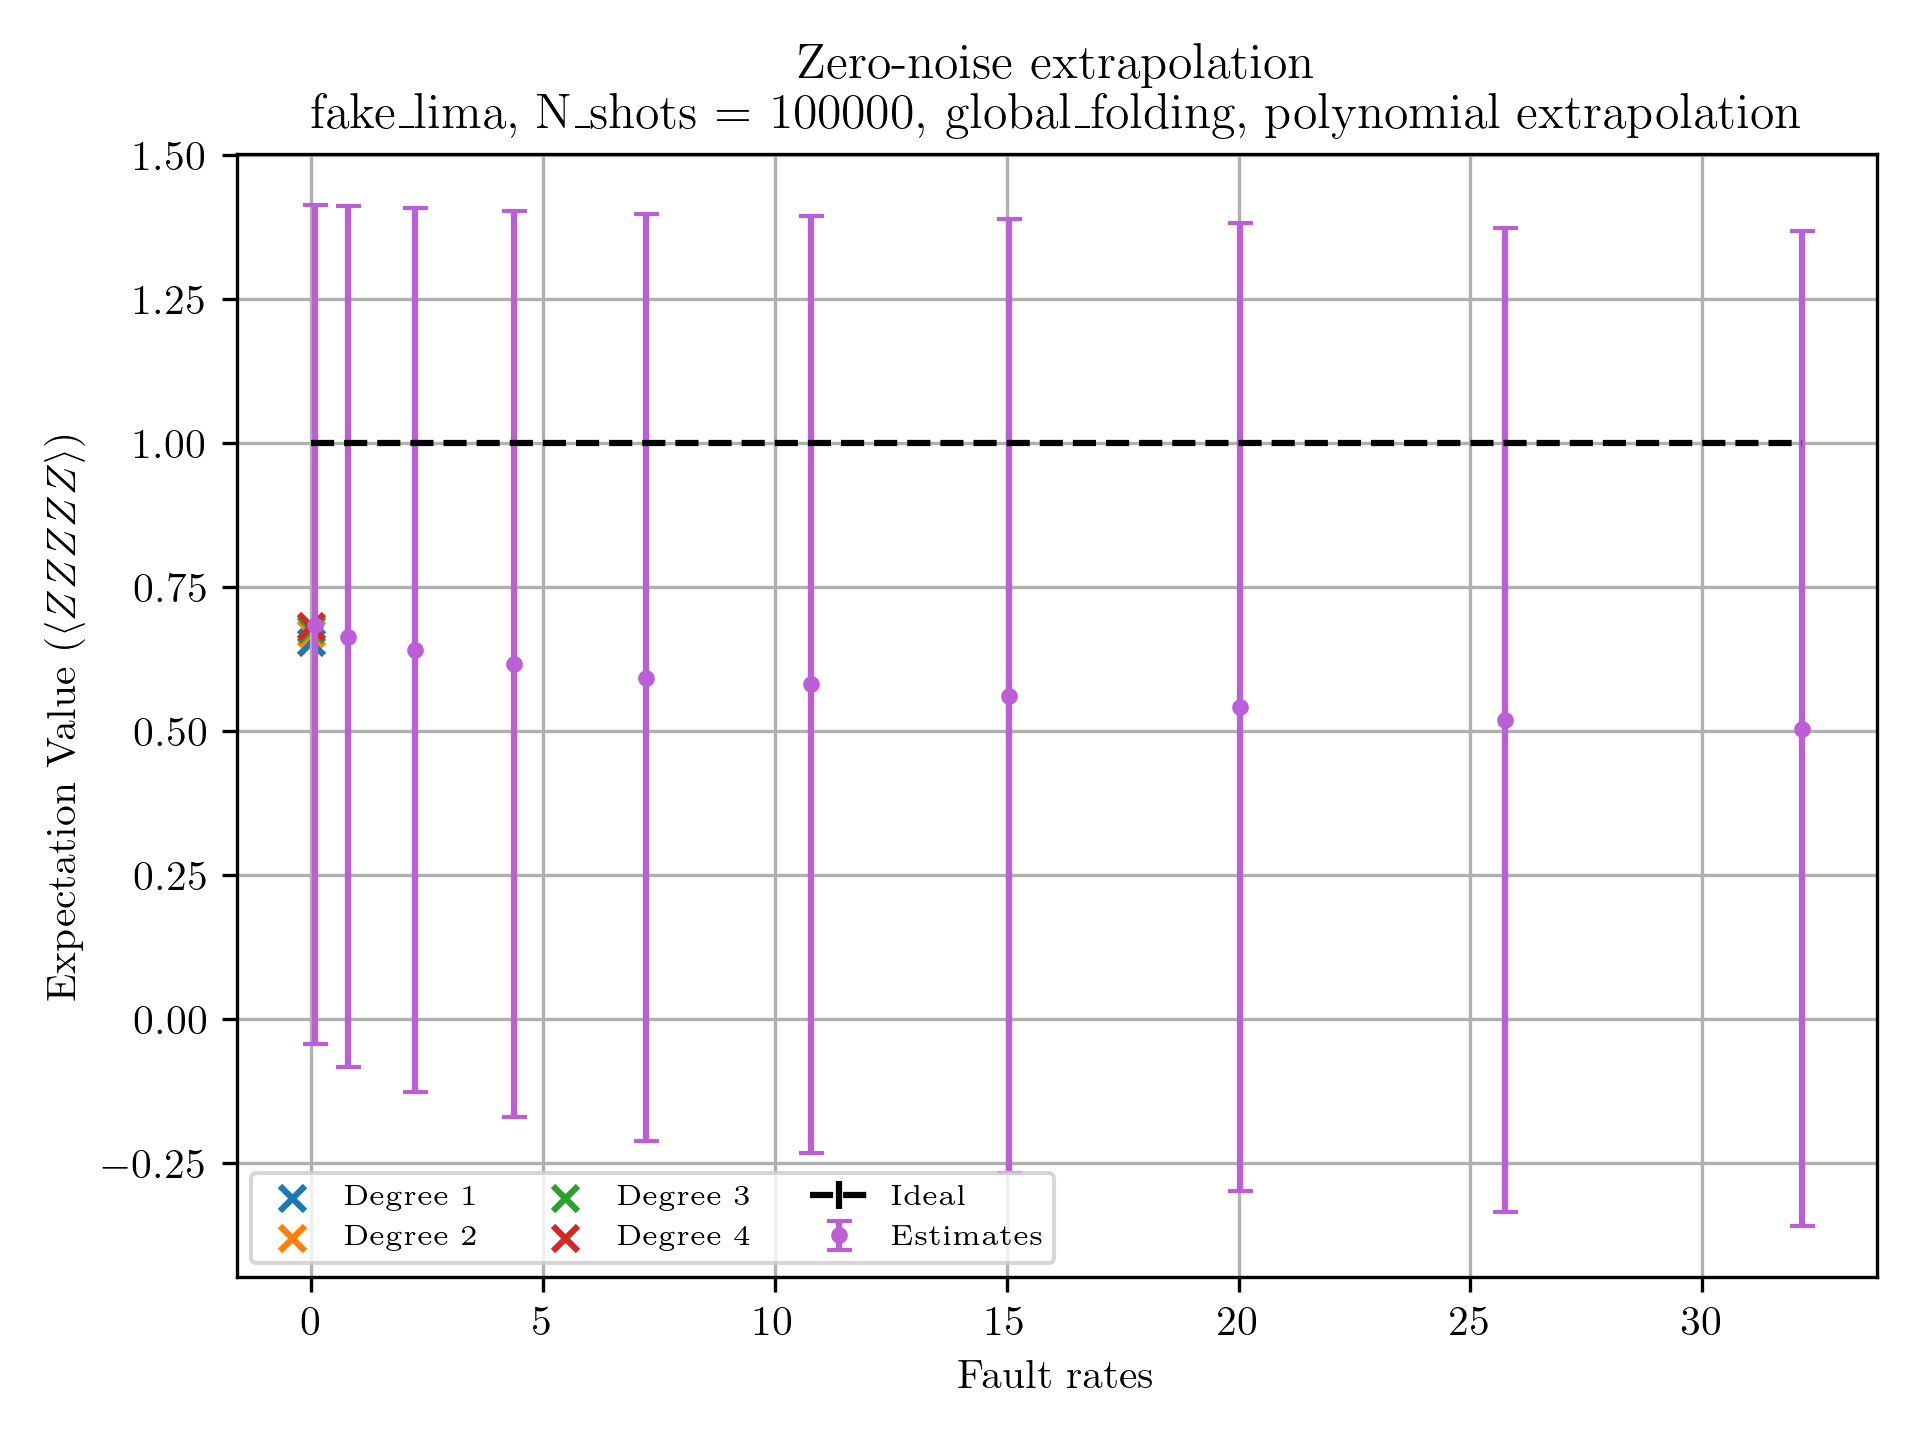 Zero-noise extrapolation
fake_lima, N_shots = 100000, global_folding, polynomial extrapolation
Expectation Value (⟨ZZZZZ⟩)
1.50
1.25
1.00
0.75
0.50
0.25
0.00
−0.25
Degree 1
Degree 2
Degree 3
Degree 4
Ideal
Estimates
0 5 10 15 20 25 30
Fault rates